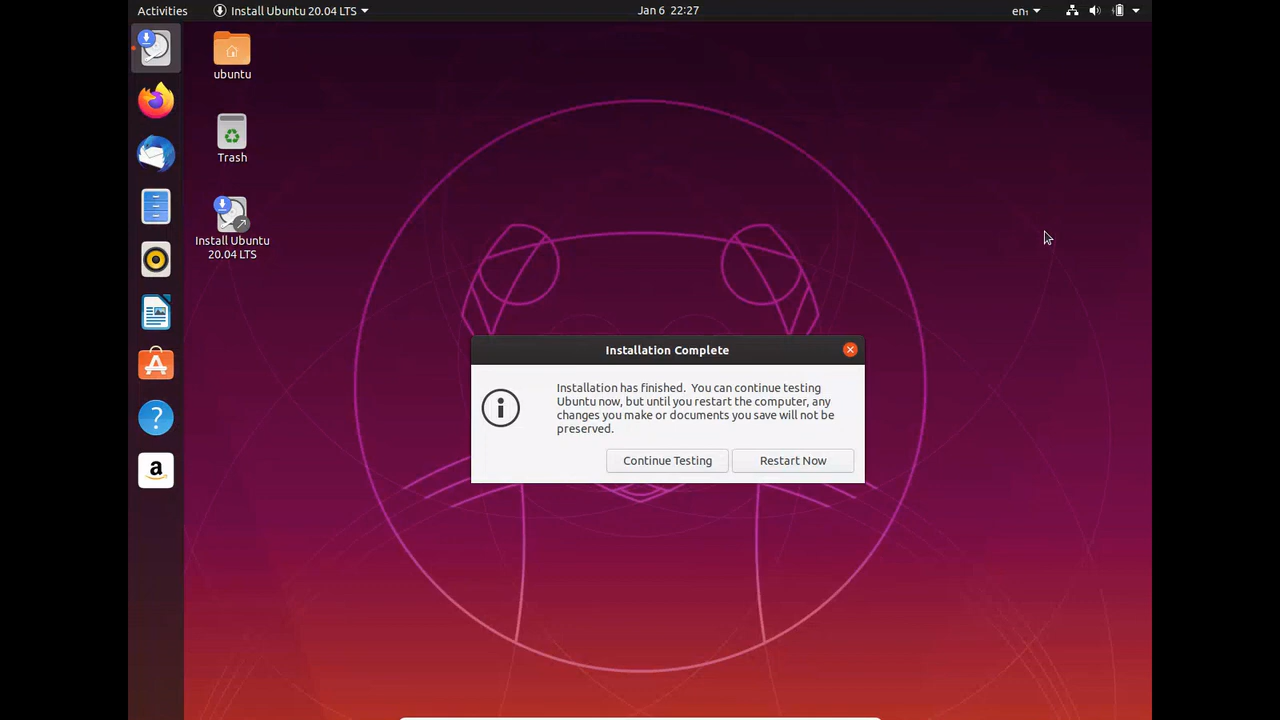 Activities
Install Ubuntu 20.04 LTS
Jan 6 22:27
en₁
ubuntu
Trash
Install Ubuntu
20.04 LTS
Installation Complete
Installation has finished. You can continue testing
Ubuntu now, but until you restart the computer, any
changes you make or documents you save will not be
preserved.
Continue Testing
Restart Now